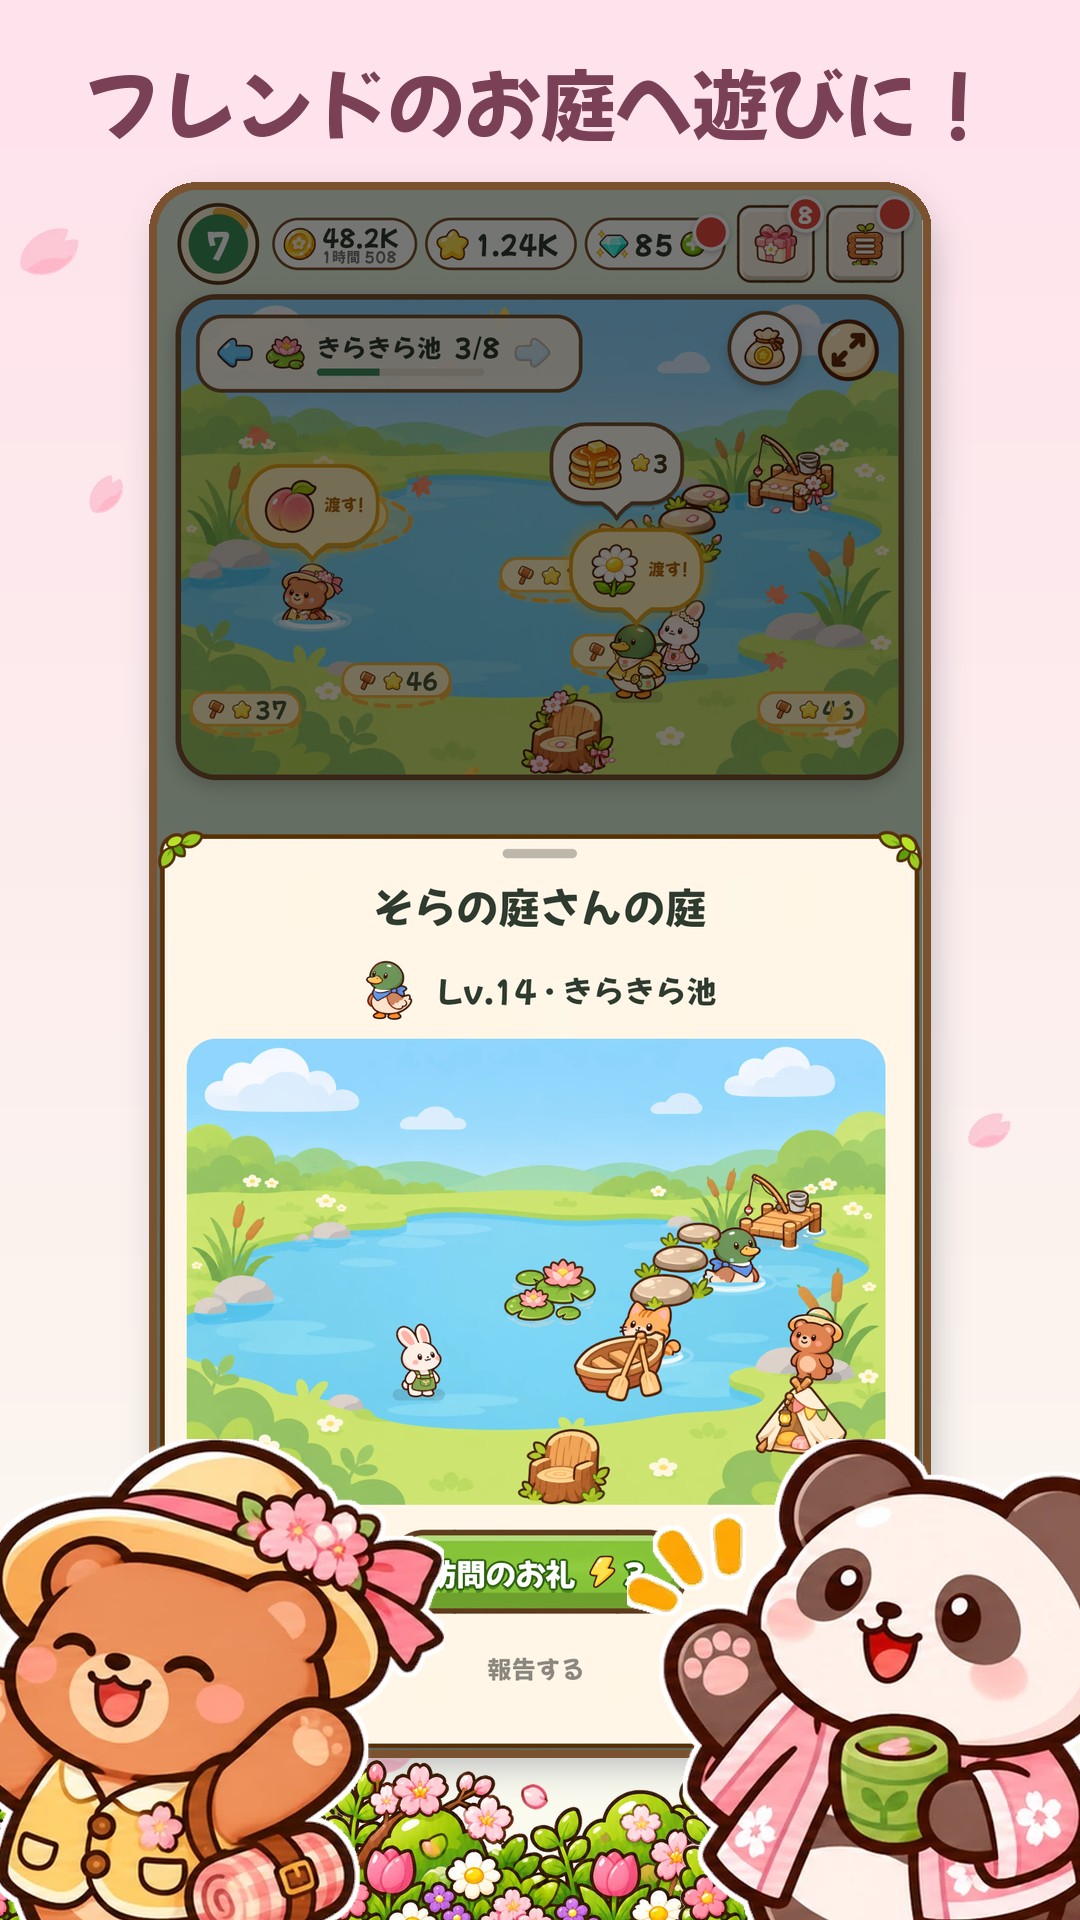 フレンドのお庭へ遊びに！
7
48.2K
1時間 508
1.24K
85
8
きらきら池 3/8
3
渡す!
渡す!
46
37
そらの庭さんの庭
Lv.14・きらきら池
訪問のお礼
報告する